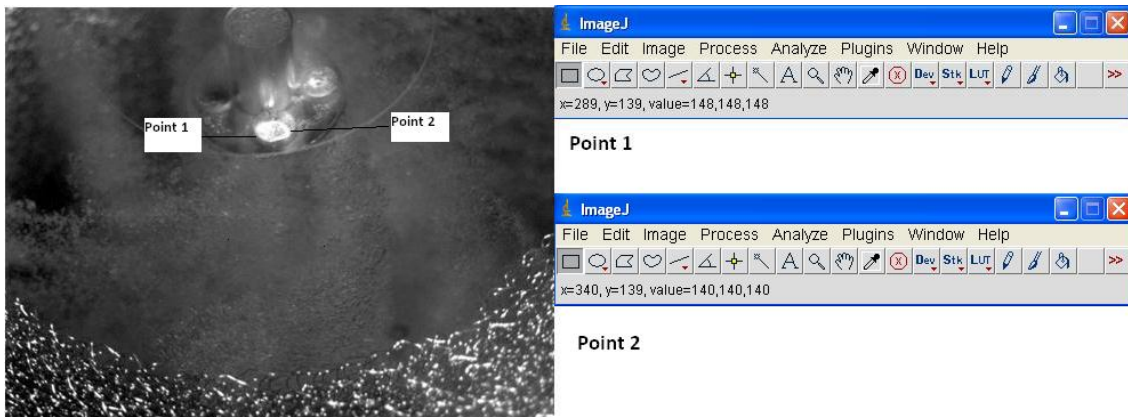 Point 1
Point 2
ImageJ
File Edit Image Process Analyze Plugins Window Help
A Dev Stk LUT >>
x=289, y=139, value=148,148,148
Point 1
ImageJ
File Edit Image Process Analyze Plugins Window Help
A Dev Stk LUT >>
x=340, y=139, value=140,140,140
Point 2